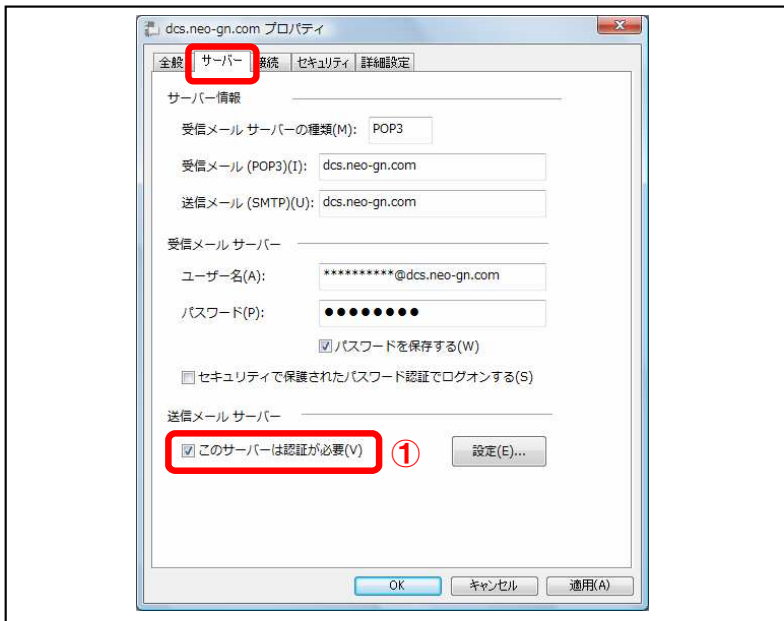 dcs.neo-gn.com プロパティ
全般 サーバー 接続 セキュリティ 詳細設定
サーバー情報
受信メール サーバーの種類(M): POP3
受信メール (POP3)(I): dcs.neo-gn.com
送信メール (SMTP)(U): dcs.neo-gn.com
受信メール サーバー
ユーザー名(A): **********@dcs.neo-gn.com
パスワード(P): ●●●●●●●●
パスワードを保存する(W)
セキュリティで保護されたパスワード認証でログオンする(S)
送信メール サーバー
このサーバーは認証が必要(V) ① 設定(E)...
OK キャンセル 適用(A)